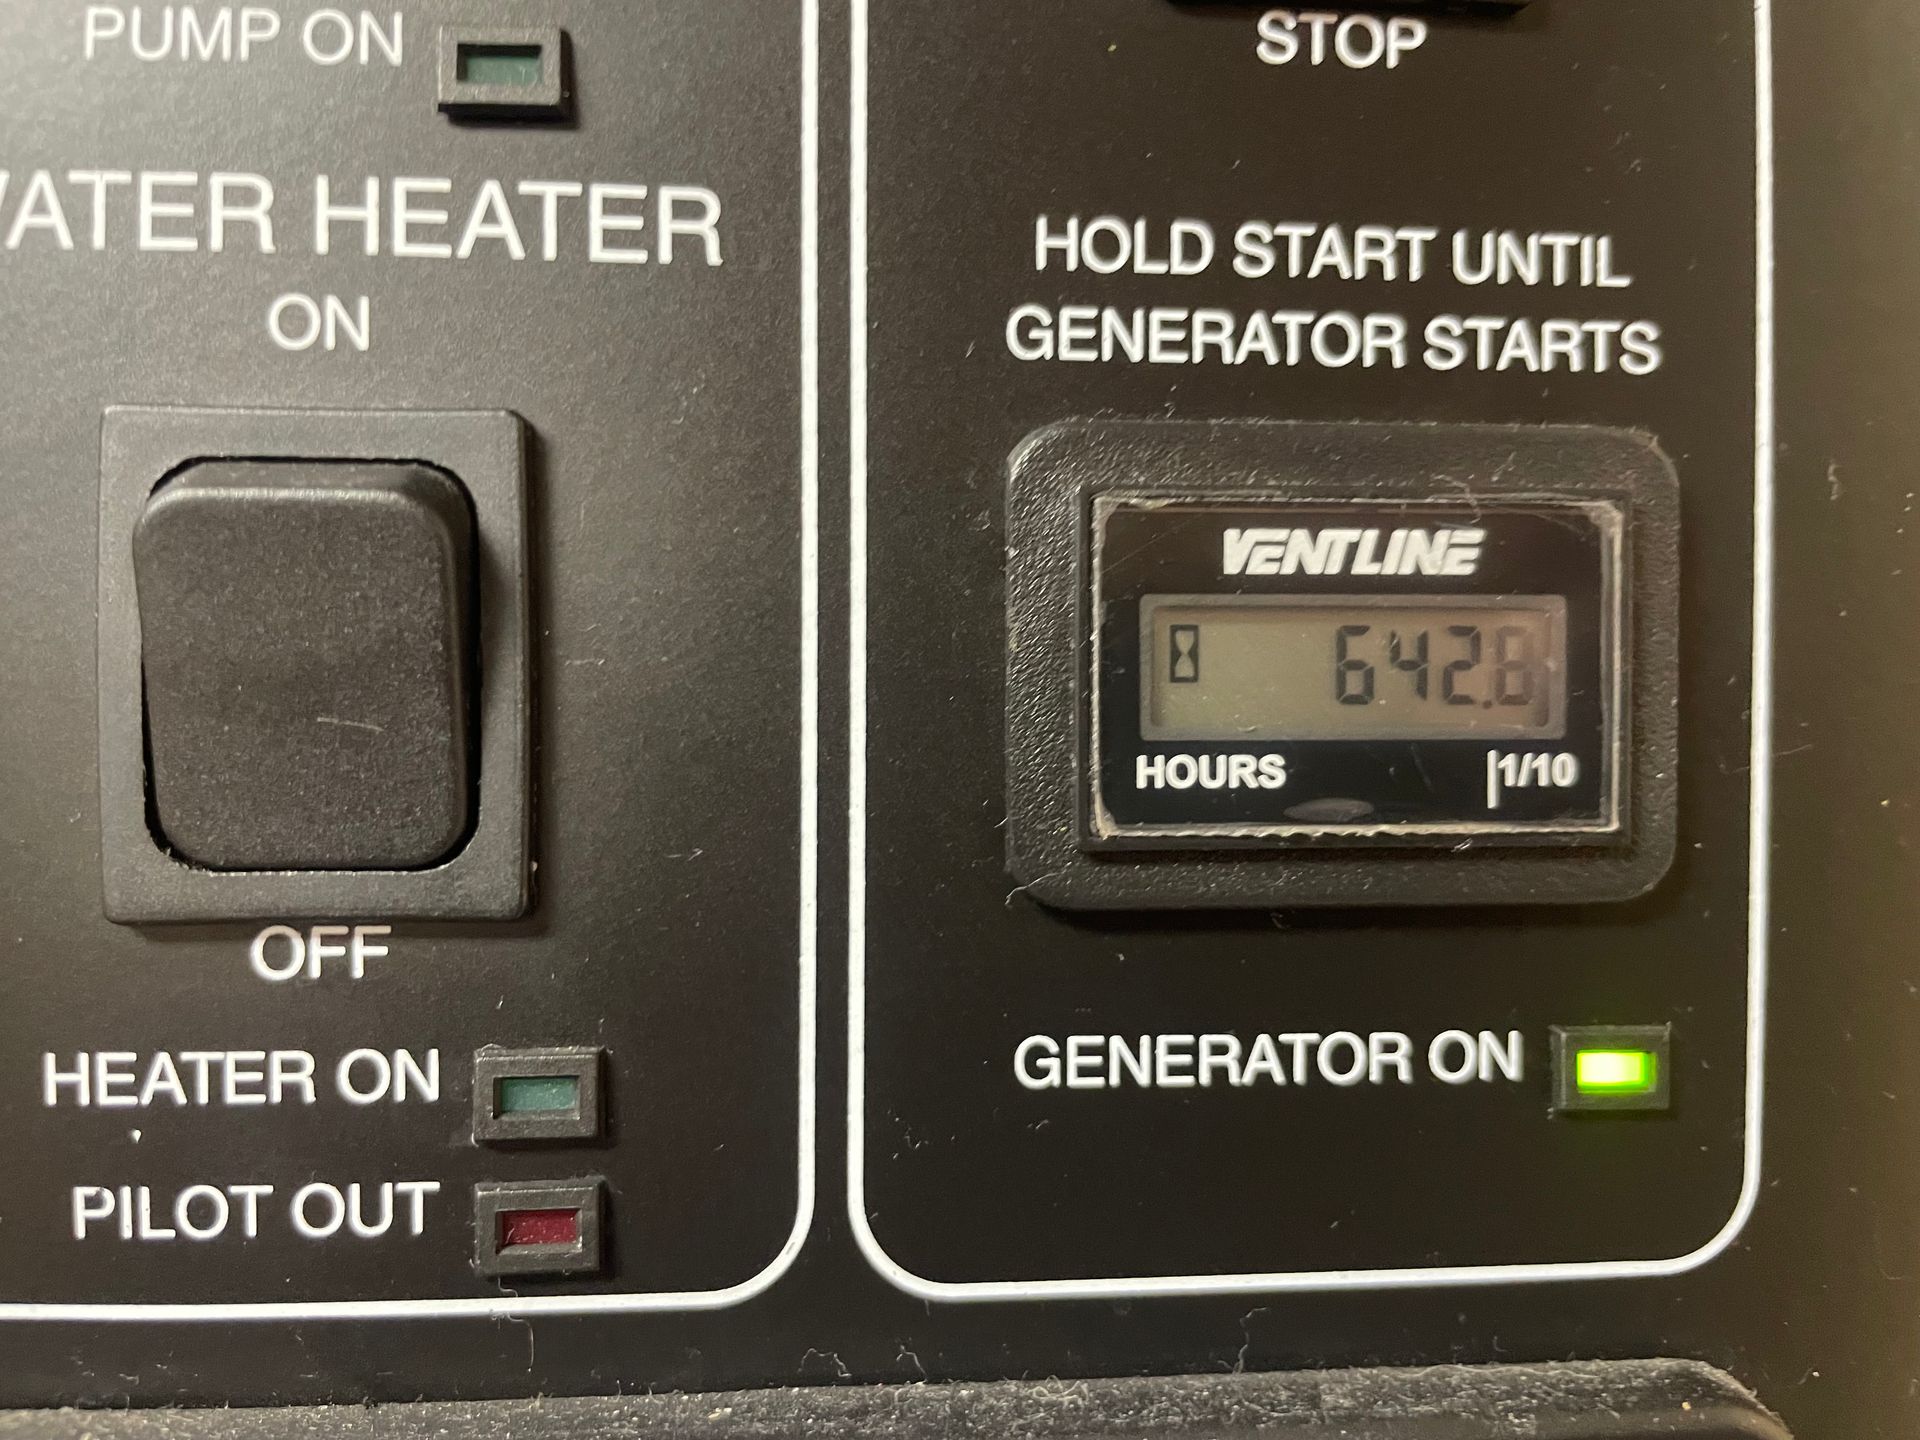 PUMP ON
WATER HEATER
ON
OFF
HEATER ON
PILOT OUT
STOP
HOLD START UNTIL
GENERATOR STARTS
VENTLINE
642.8
HOURS 1/10
GENERATOR ON